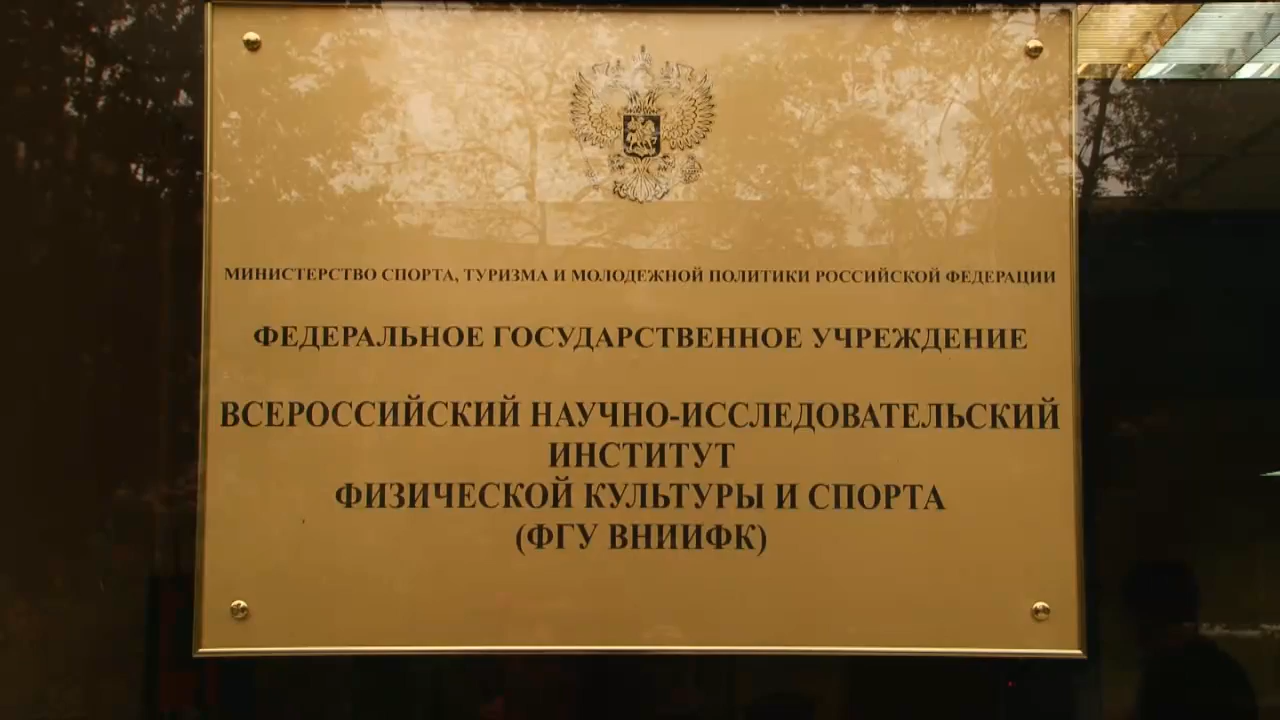 МИНИСТЕРСТВО СПОРТА, ТУРИЗМА И МОЛОДЕЖНОЙ ПОЛИТИКИ РОССИЙСКОЙ ФЕДЕРАЦИИ
ФЕДЕРАЛЬНОЕ ГОСУДАРСТВЕННОЕ УЧРЕЖДЕНИЕ
ВСЕРОССИЙСКИЙ НАУЧНО-ИССЛЕДОВАТЕЛЬСКИЙ
ИНСТИТУТ
ФИЗИЧЕСКОЙ КУЛЬТУРЫ И СПОРТА
(ФГУ ВНИИФК)